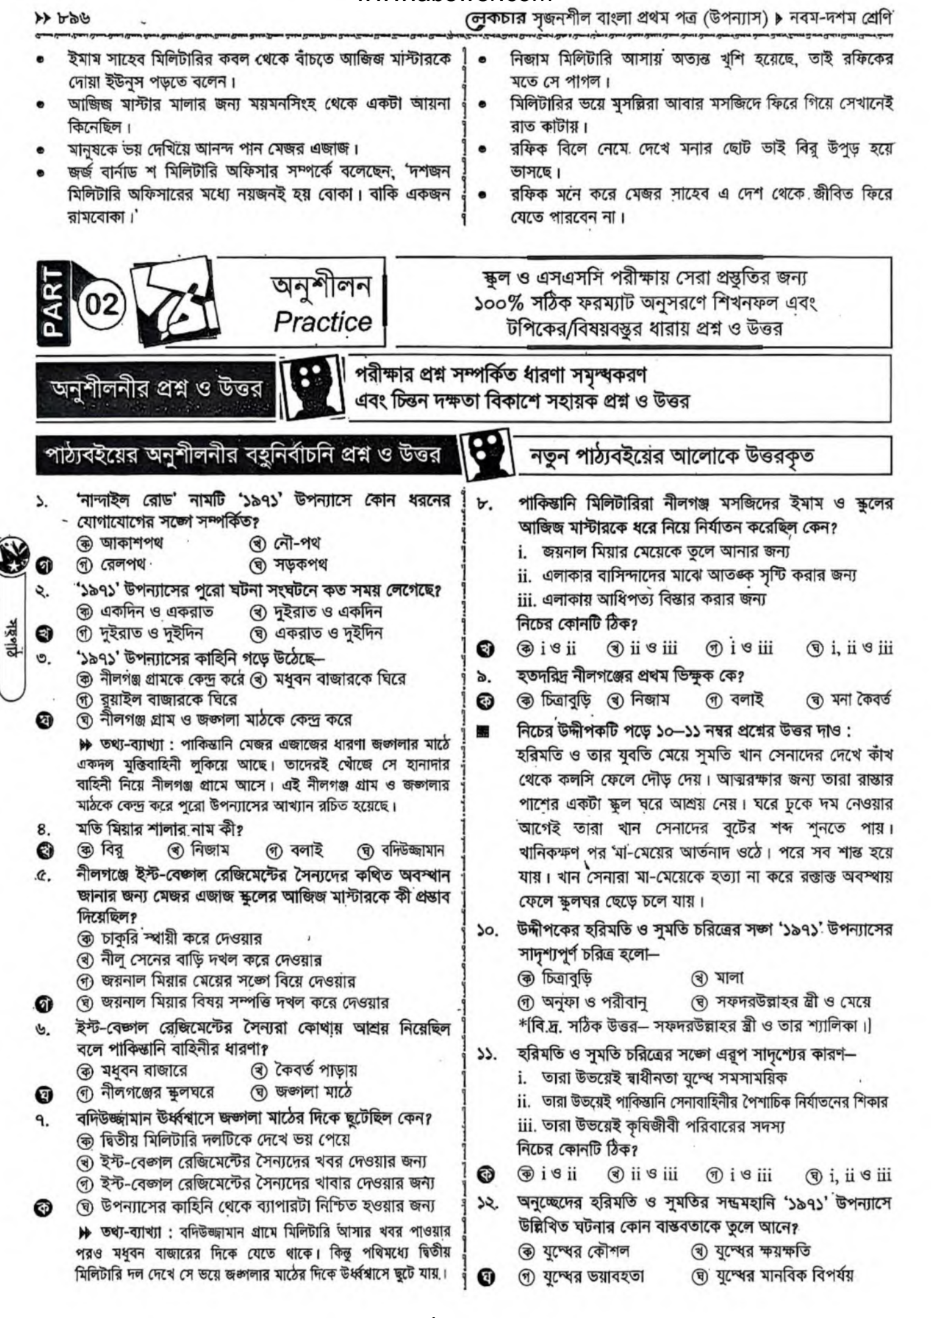 ▸▸ ৮৯৬
লেকচার সৃজনশীল বাংলা প্রথম পত্র (উপন্যাস) ▶ নবম-দশম শ্রেণি
● ইমাম সাহেব মিলিটারির কবল থেকে বাঁচতে আজিজ মাস্টারকে
দোয়া ইউনুস পড়তে বলেন।
● আজিজ মাস্টার মালার জন্য ময়মনসিংহ থেকে একটা আয়না
কিনেছিল।
● মানুষকে ভয় দেখিয়ে আনন্দ পান মেজর এজাজ।
● জর্জ বার্নাড শ মিলিটারি অফিসার সম্পর্কে বলেছেন, 'দশজন
মিলিটারি অফিসারের মধ্যে নয়জনই হয় বোকা। বাকি একজন
রামবোকা।'
● নিজাম মিলিটারি আসায় অত্যন্ত খুশি হয়েছে, তাই রফিকের
মতে সে পাগল।
● মিলিটারির ভয়ে মুসল্লিরা আবার মসজিদে ফিরে গিয়ে সেখানেই
রাত কাটায়।
● রফিক বিলে নেমে দেখে মনার ছোট ভাই বিরু উপুড় হয়ে
ভাসছে।
● রফিক মনে করে মেজর সাহেব এ দেশ থেকে জীবিত ফিরে
যেতে পারবেন না।
PART 02
অনুশীলন
Practice
স্কুল ও এসএসসি পরীক্ষায় সেরা প্রস্তুতির জন্য
১০০% সঠিক ফরম্যাট অনুসরণে শিখনফল এবং
টপিকের/বিষয়বস্তুর ধারায় প্রশ্ন ও উত্তর
অনুশীলনীর প্রশ্ন ও উত্তর
পরীক্ষার প্রশ্ন সম্পর্কিত ধারণা সমৃদ্ধকরণ
এবং চিন্তন দক্ষতা বিকাশে সহায়ক প্রশ্ন ও উত্তর
পাঠ্যবইয়ের অনুশীলনীর বহুনির্বাচনি প্রশ্ন ও উত্তর
নতুন পাঠ্যবইয়ের আলোকে উত্তরকৃত
১. 'নান্দাইল রোড' নামটি '১৯৭১' উপন্যাসে কোন ধরনের
যোগাযোগের সঙ্গে সম্পর্কিত?
ক আকাশপথ খ নৌ-পথ
গ গ রেলপথ ঘ সড়কপথ
২. '১৯৭১' উপন্যাসের পুরো ঘটনা সংঘটনে কত সময় লেগেছে?
ক একদিন ও একরাত খ দুইরাত ও একদিন
খ গ দুইরাত ও দুইদিন ঘ একরাত ও দুইদিন
৩. '১৯৭১' উপন্যাসের কাহিনি গড়ে উঠেছে–
ক নীলগঞ্জ গ্রামকে কেন্দ্র করে খ মধুবন বাজারকে ঘিরে
গ রুয়াইল বাজারকে ঘিরে
ঘ ঘ নীলগঞ্জ গ্রাম ও জঙ্গলা মাঠকে কেন্দ্র করে
▸▸ তথ্য-ব্যাখ্যা : পাকিস্তানি মেজর এজাজের ধারণা জঙ্গলার মাঠে
একদল মুক্তিবাহিনী লুকিয়ে আছে। তাদেরই খোঁজে সে হানাদার
বাহিনী নিয়ে নীলগঞ্জ গ্রামে আসে। এই নীলগঞ্জ গ্রাম ও জঙ্গলার
মাঠকে কেন্দ্র করে পুরো উপন্যাসের আখ্যান রচিত হয়েছে।
৪. মতি মিয়ার শালার নাম কী?
খ ক বিরু খ নিজাম গ বলাই ঘ বদিউজ্জামান
৫. নীলগঞ্জে ইস্ট-বেঙ্গল রেজিমেন্টের সৈন্যদের কথিত অবস্থান
জানার জন্য মেজর এজাজ স্কুলের আজিজ মাস্টারকে কী প্রস্তাব
দিয়েছিল?
ক চাকুরি স্থায়ী করে দেওয়ার
খ নীলু সেনের বাড়ি দখল করে দেওয়ার
গ জয়নাল মিয়ার মেয়ের সঙ্গে বিয়ে দেওয়ার
গ ঘ জয়নাল মিয়ার বিষয় সম্পত্তি দখল করে দেওয়ার
৬. ইস্ট-বেঙ্গল রেজিমেন্টের সৈন্যরা কোথায় আশ্রয় নিয়েছিল
বলে পাকিস্তানি বাহিনীর ধারণা?
ক মধুবন বাজারে খ কৈবর্ত পাড়ায়
ঘ গ নীলগঞ্জের স্কুলঘরে ঘ জঙ্গলা মাঠে
৭. বদিউজ্জামান ঊর্ধ্বশ্বাসে জঙ্গলা মাঠের দিকে ছুটেছিল কেন?
ক দ্বিতীয় মিলিটারি দলটিকে দেখে ভয় পেয়ে
খ ইস্ট-বেঙ্গল রেজিমেন্টের সৈন্যদের খবর দেওয়ার জন্য
গ ইস্ট-বেঙ্গল রেজিমেন্টের সৈন্যদের খাবার দেওয়ার জন্য
ক ঘ উপন্যাসের কাহিনি থেকে ব্যাপারটা নিশ্চিত হওয়ার জন্য
▸▸ তথ্য-ব্যাখ্যা : বদিউজ্জামান গ্রামে মিলিটারি আসার খবর পাওয়ার
পরও মধুবন বাজারের দিকে যেতে থাকে। কিন্তু পথিমধ্যে দ্বিতীয়
মিলিটারি দল দেখে সে ভয়ে জঙ্গলার মাঠের দিকে ঊর্ধ্বশ্বাসে ছুটে যায়।
সহপাঠ
৮. পাকিস্তানি মিলিটারিরা নীলগঞ্জ মসজিদের ইমাম ও স্কুলের
আজিজ মাস্টারকে ধরে নিয়ে নির্যাতন করেছিল কেন?
i. জয়নাল মিয়ার মেয়েকে তুলে আনার জন্য
ii. এলাকার বাসিন্দাদের মাঝে আতঙ্ক সৃষ্টি করার জন্য
iii. এলাকায় আধিপত্য বিস্তার করার জন্য
নিচের কোনটি ঠিক?
খ ক i ও ii খ ii ও iii গ i ও iii ঘ i, ii ও iii
৯. হতদরিদ্র নীলগঞ্জের প্রথম ভিক্ষুক কে?
ক ক চিত্রাবুড়ি খ নিজাম গ বলাই ঘ মনা কৈবর্ত
■ নিচের উদ্দীপকটি পড়ে ১০–১১ নম্বর প্রশ্নের উত্তর দাও :
হরিমতি ও তার যুবতি মেয়ে সুমতি খান সেনাদের দেখে কাঁখ
থেকে কলসি ফেলে দৌড় দেয়। আত্মরক্ষার জন্য তারা রাস্তার
পাশের একটা স্কুল ঘরে আশ্রয় নেয়। ঘরে ঢুকে দম নেওয়ার
আগেই তারা খান সেনাদের বুটের শব্দ শুনতে পায়।
খানিকক্ষণ পর মা-মেয়ের আর্তনাদ ওঠে। পরে সব শান্ত হয়ে
যায়। খান সেনারা মা-মেয়েকে হত্যা না করে রক্তাক্ত অবস্থায়
ফেলে স্কুলঘর ছেড়ে চলে যায়।
১০. উদ্দীপকের হরিমতি ও সুমতি চরিত্রের সঙ্গে '১৯৭১' উপন্যাসের
সাদৃশ্যপূর্ণ চরিত্র হলো–
ক চিত্রাবুড়ি খ মালা
গ অনুফা ও পরীবানু ঘ সফদরউল্লাহর স্ত্রী ও মেয়ে
*[বি.দ্র. সঠিক উত্তর– সফদরউল্লাহর স্ত্রী ও তার শ্যালিকা।]
১১. হরিমতি ও সুমতি চরিত্রের সঙ্গে এরূপ সাদৃশ্যের কারণ–
i. তারা উভয়েই স্বাধীনতা যুদ্ধে সমসাময়িক
ii. তারা উভয়েই পাকিস্তানি সেনাবাহিনীর পৈশাচিক নির্যাতনের শিকার
iii. তারা উভয়েই কৃষিজীবী পরিবারের সদস্য
নিচের কোনটি ঠিক?
ক ক i ও ii খ ii ও iii গ i ও iii ঘ i, ii ও iii
১২. অনুচ্ছেদের হরিমতি ও সুমতির সম্ভ্রমহানি '১৯৭১' উপন্যাসে
উল্লিখিত ঘটনার কোন বাস্তবতাকে তুলে আনে?
ক যুদ্ধের কৌশল খ যুদ্ধের ক্ষয়ক্ষতি
ঘ গ যুদ্ধের ভয়াবহতা ঘ যুদ্ধের মানবিক বিপর্যয়